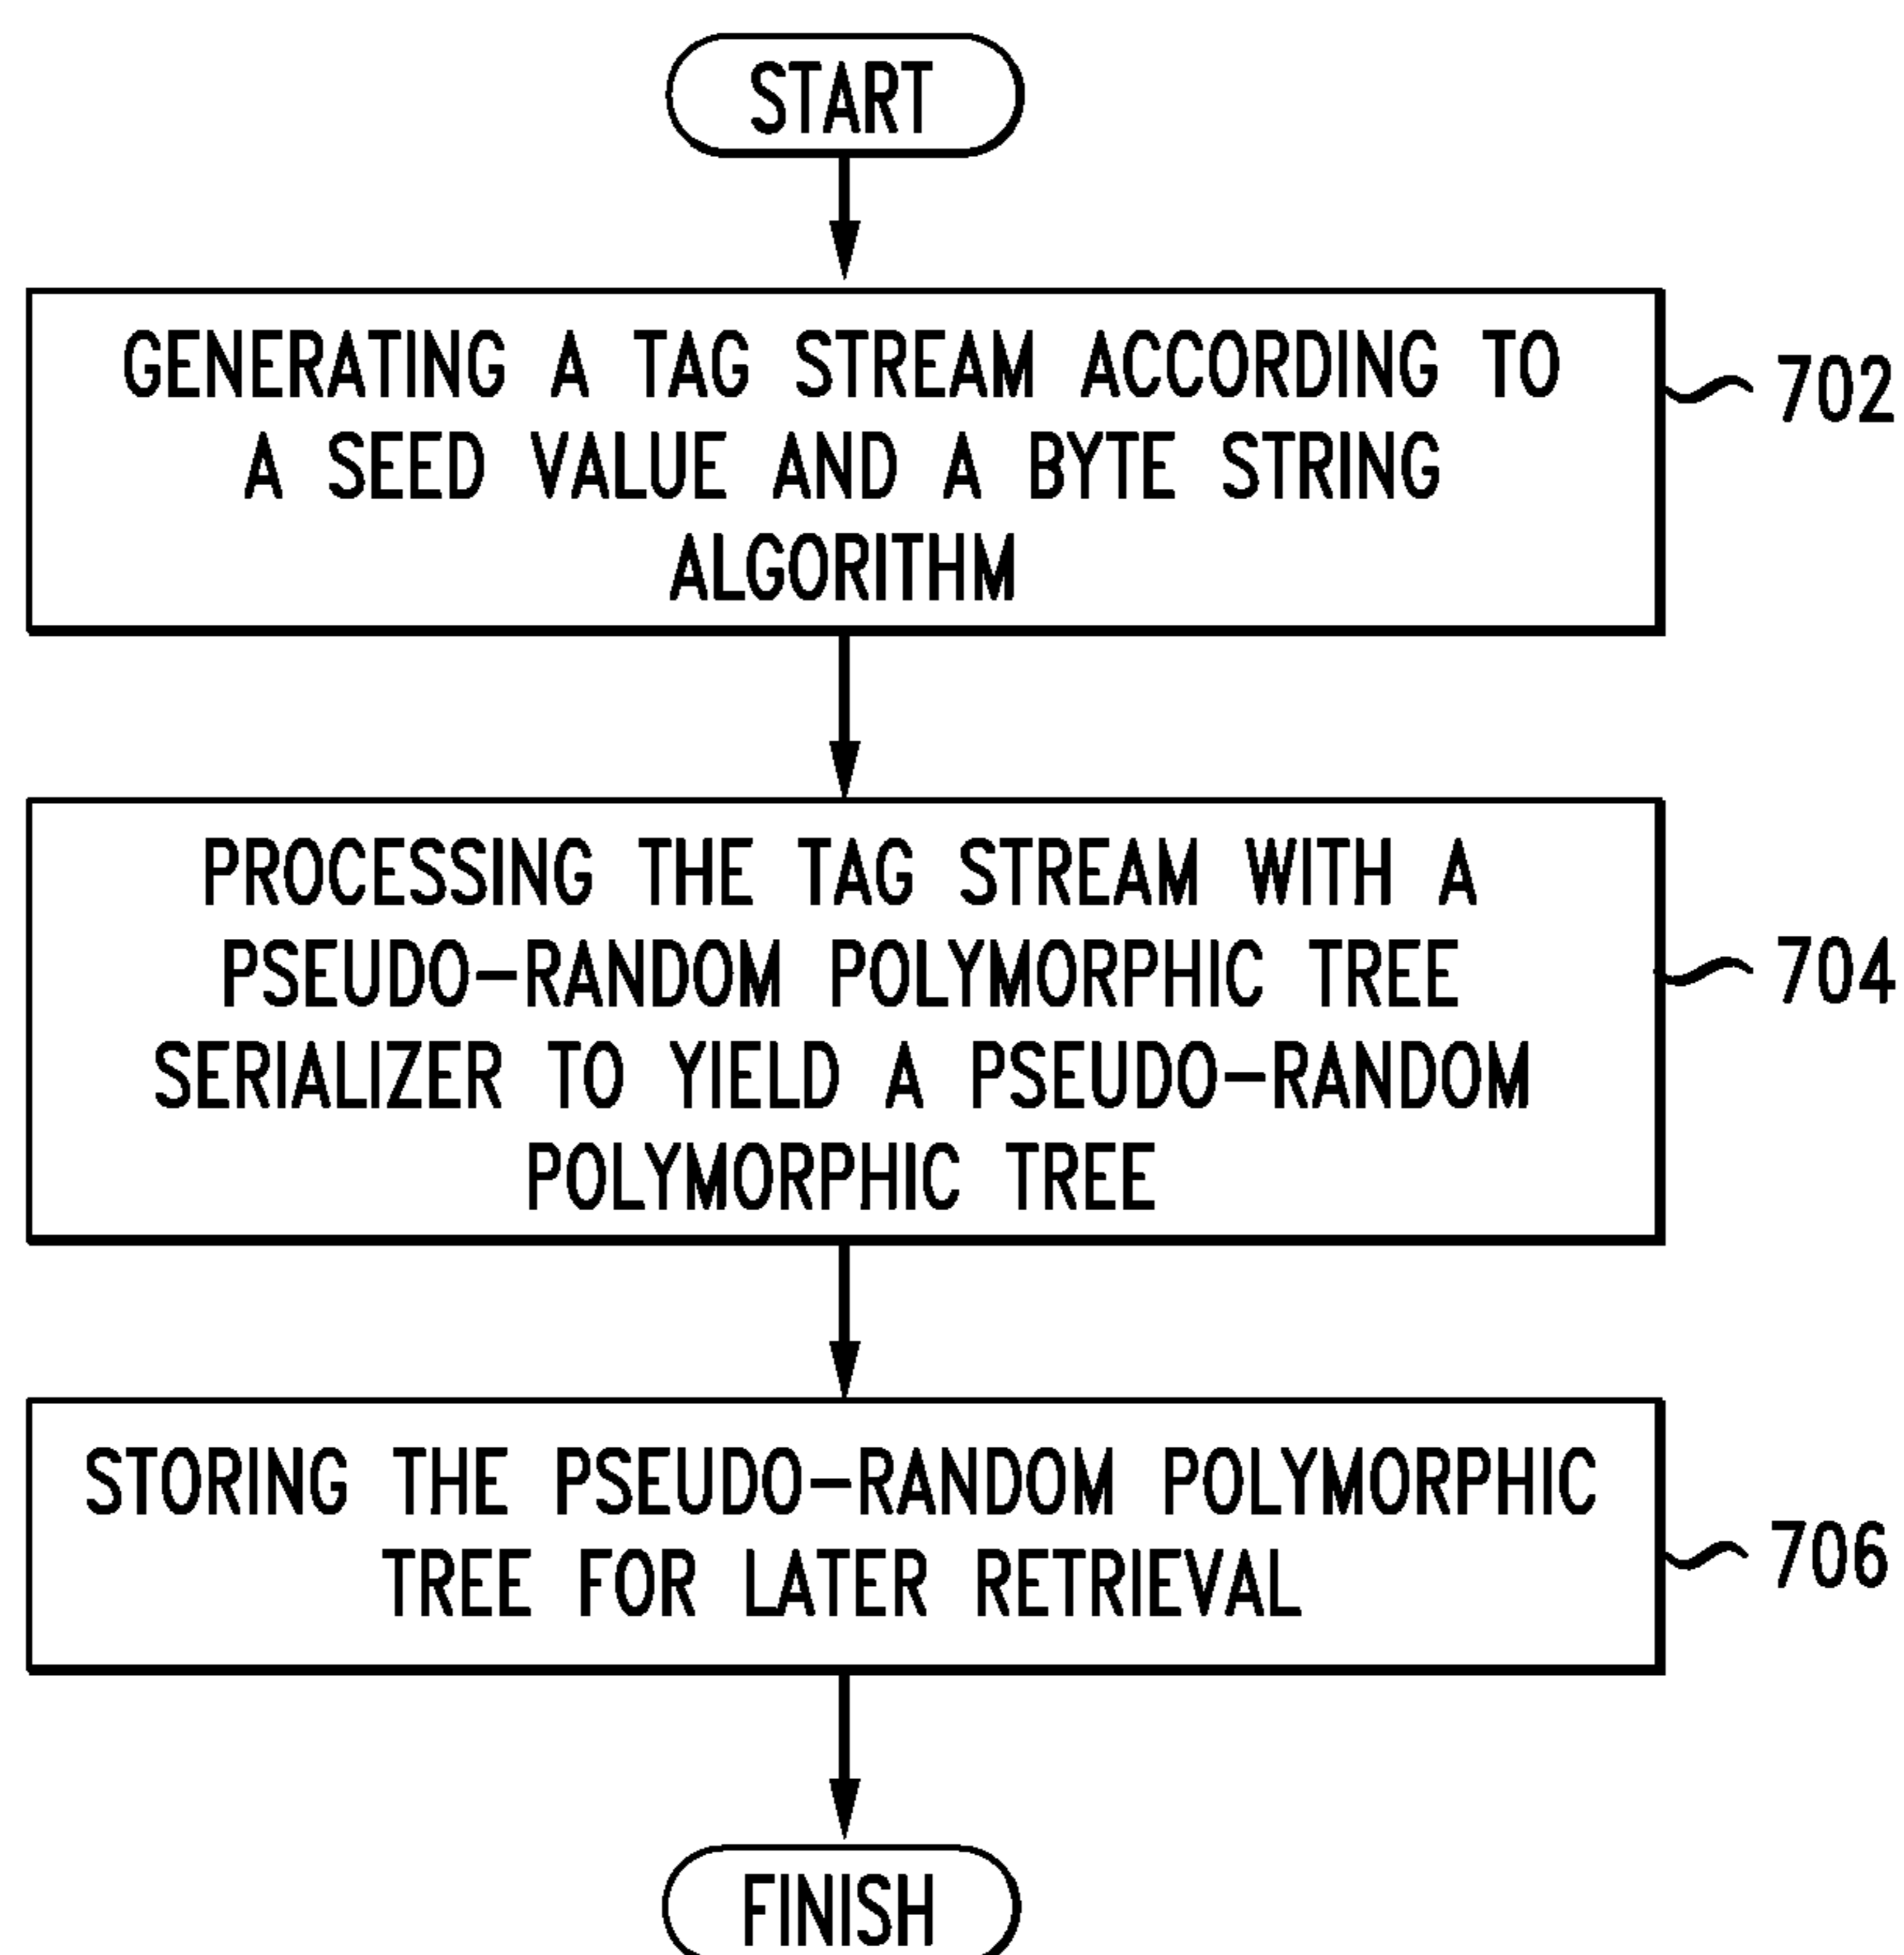 START
GENERATING A TAG STREAM ACCORDING TO
A SEED VALUE AND A BYTE STRING
ALGORITHM
702
PROCESSING THE TAG STREAM WITH A
PSEUDO-RANDOM POLYMORPHIC TREE
SERIALIZER TO YIELD A PSEUDO-RANDOM
POLYMORPHIC TREE
704
STORING THE PSEUDO-RANDOM POLYMORPHIC
TREE FOR LATER RETRIEVAL
706
FINISH